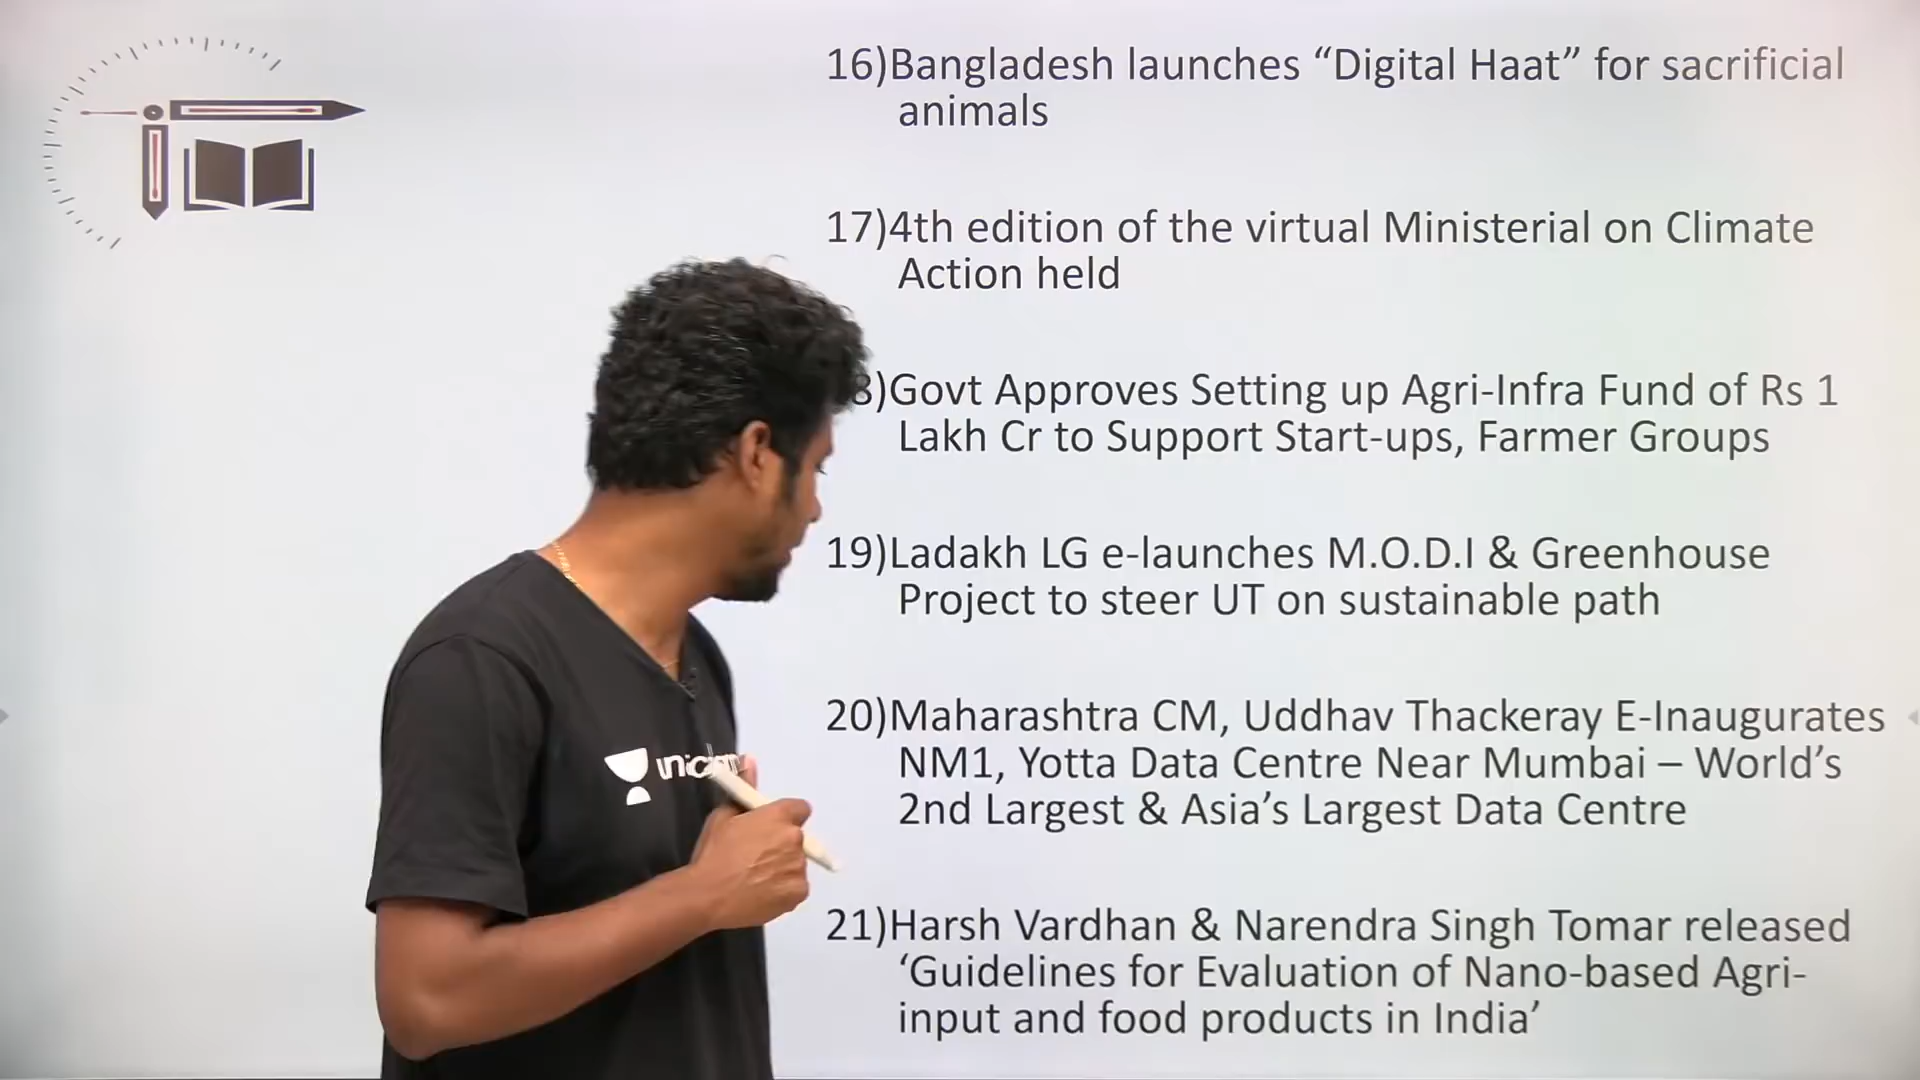 16)Bangladesh launches “Digital Haat” for sacrificial
animals
17)4th edition of the virtual Ministerial on Climate
Action held
8)Govt Approves Setting up Agri-Infra Fund of Rs 1
Lakh Cr to Support Start-ups, Farmer Groups
19)Ladakh LG e-launches M.O.D.I & Greenhouse
Project to steer UT on sustainable path
20)Maharashtra CM, Uddhav Thackeray E-Inaugurates
NM1, Yotta Data Centre Near Mumbai – World’s
2nd Largest & Asia’s Largest Data Centre
21)Harsh Vardhan & Narendra Singh Tomar released
‘Guidelines for Evaluation of Nano-based Agri-
input and food products in India’